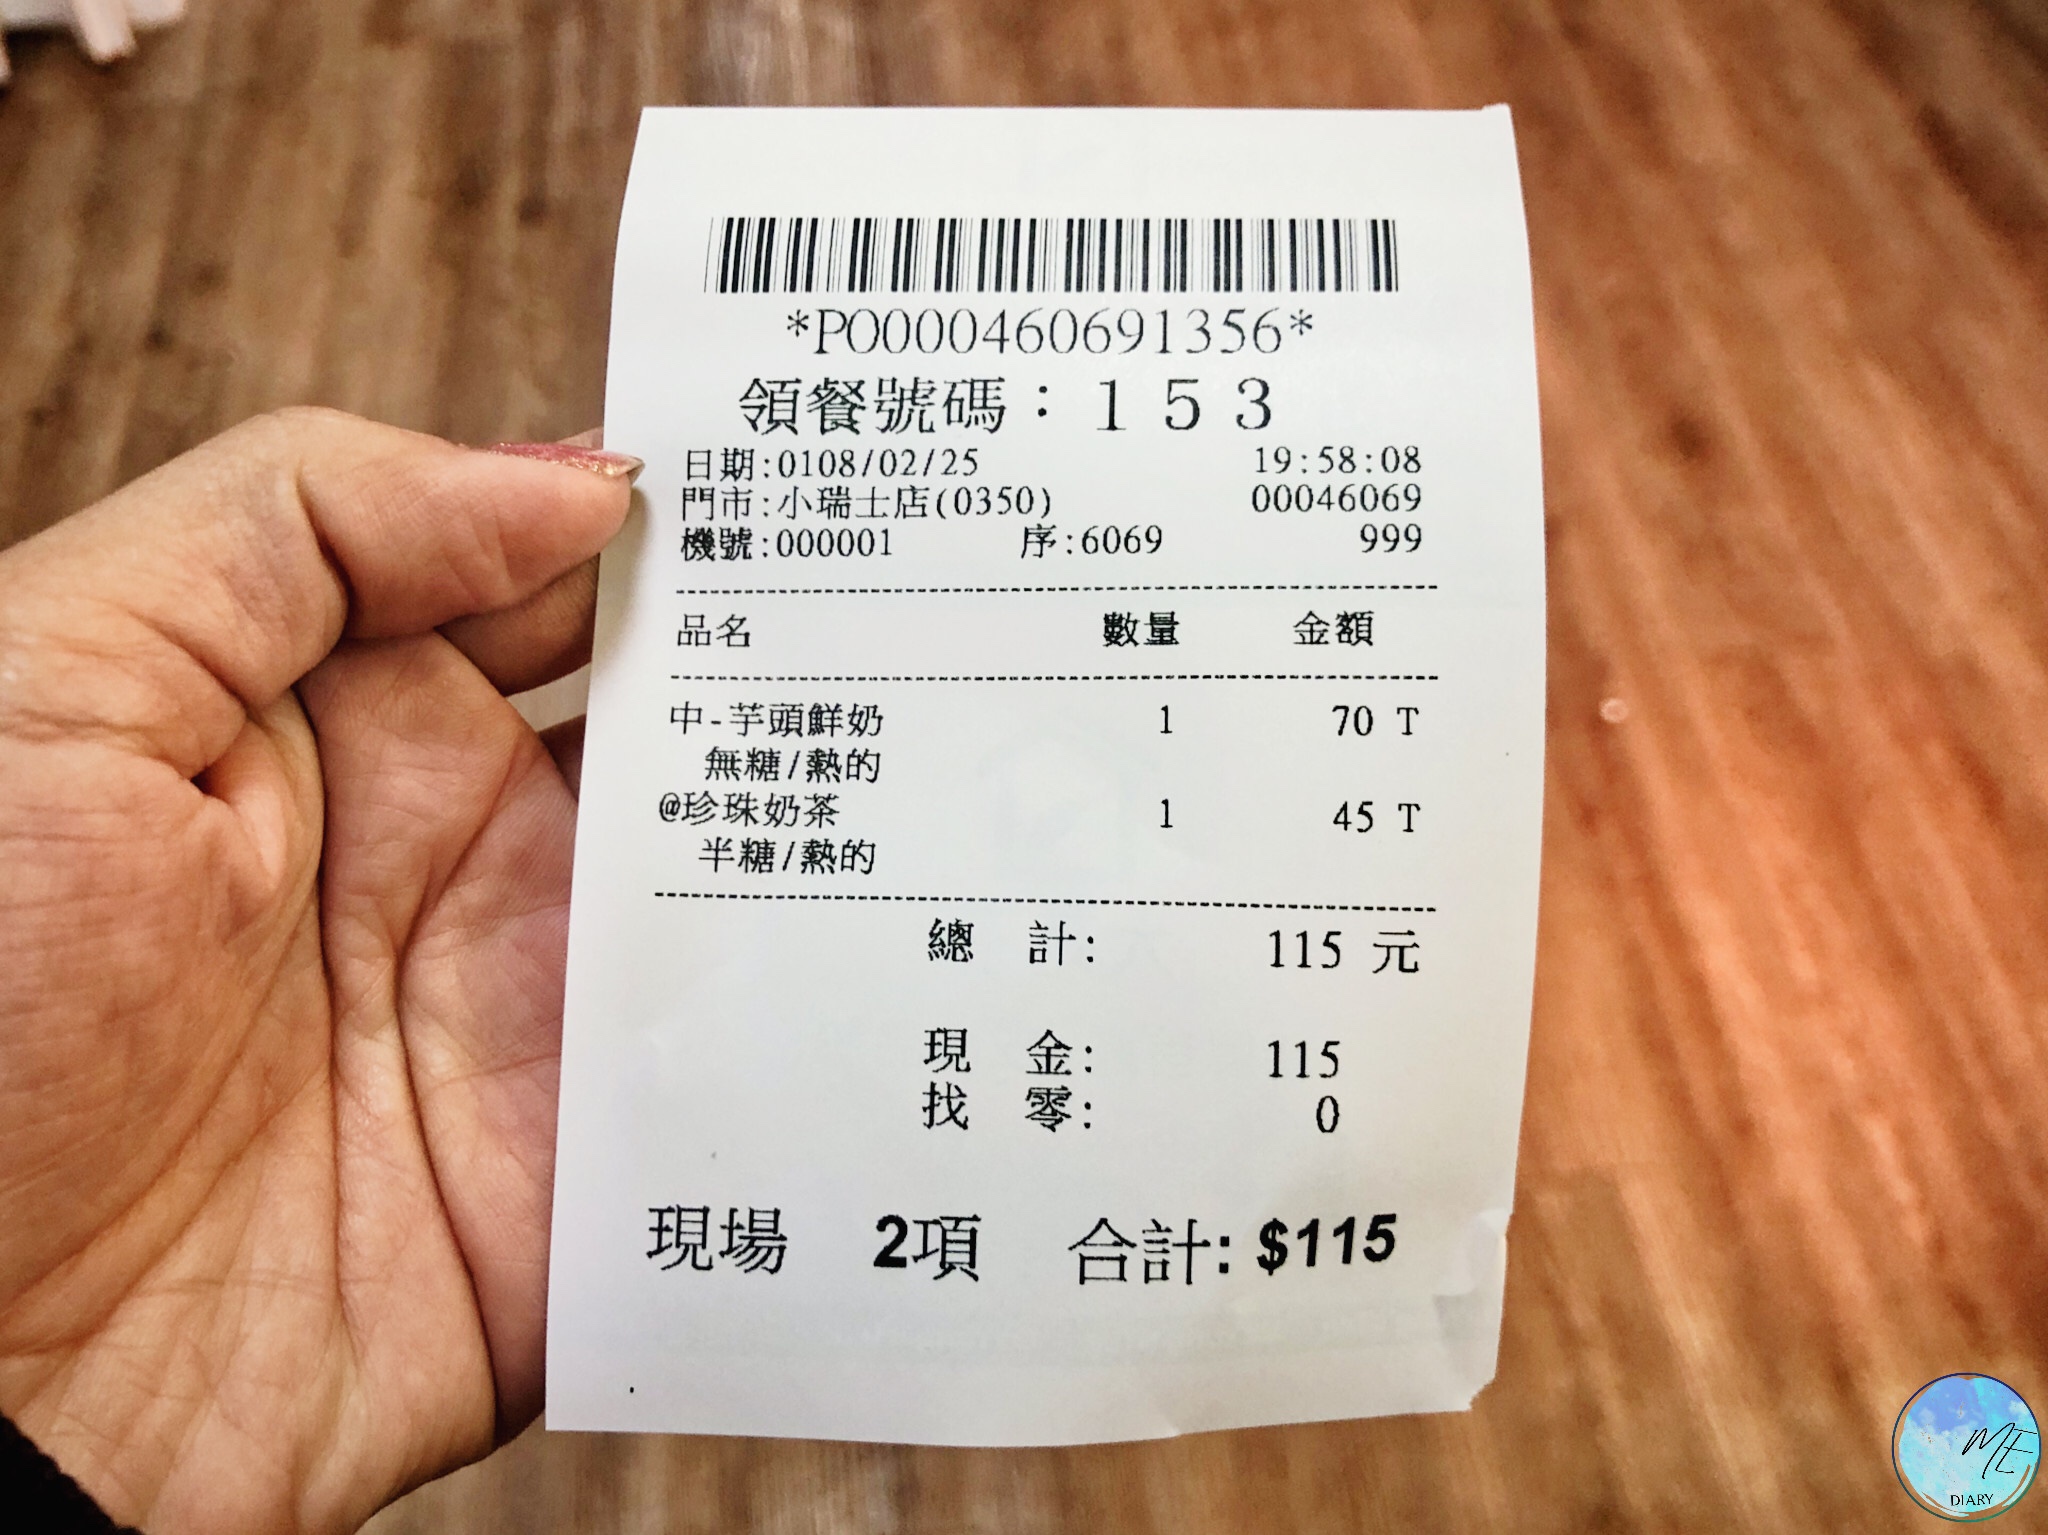 *PO000460691356*
領餐號碼：153
日期:0108/02/25 19:58:08
門市:小瑞士店(0350) 00046069
機號:000001 序:6069 999
品名 數量 金額
中-芋頭鮮奶 1 70 T
無糖/熱的
@珍珠奶茶 1 45 T
半糖/熱的
總 計: 115 元
現 金: 115
找 零: 0
現場 2項 合計: $115
ME
DIARY